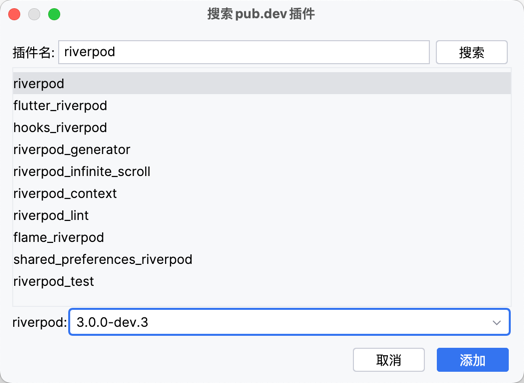 搜索 pub.dev 插件
插件名: riverpod 搜索
riverpod
flutter_riverpod
hooks_riverpod
riverpod_generator
riverpod_infinite_scroll
riverpod_context
riverpod_lint
flame_riverpod
shared_preferences_riverpod
riverpod_test
riverpod: 3.0.0-dev.3
取消 添加